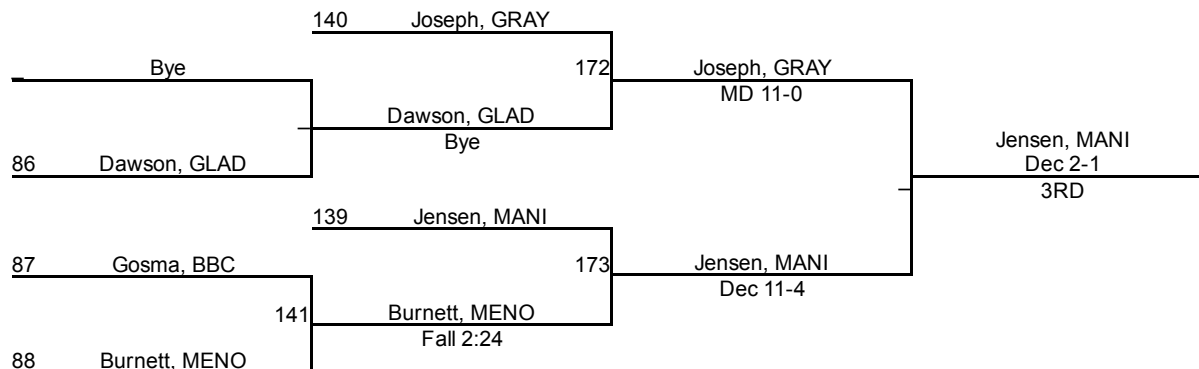 140 Joseph, GRAY
Bye
172 Joseph, GRAY
MD 11-0
Dawson, GLAD
Bye
86 Dawson, GLAD
Jensen, MANI
Dec 2-1
3RD
139 Jensen, MANI
87 Gosma, BBC
173 Jensen, MANI
Dec 11-4
141 Burnett, MENO
Fall 2:24
88 Burnett, MENO